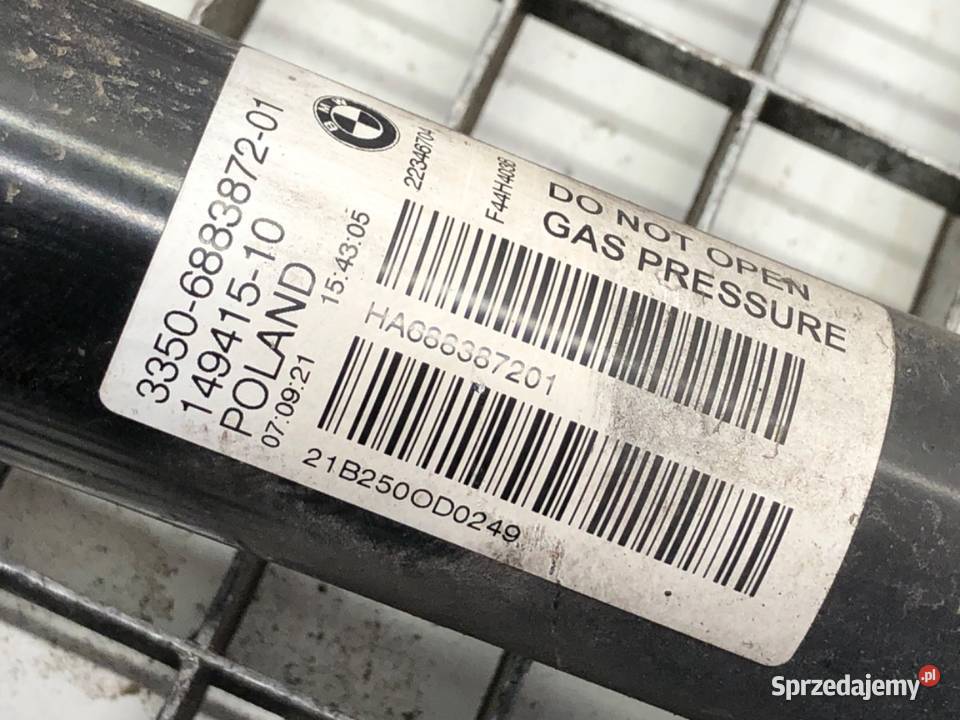 BMW
3350-6883872-01
149415-10
POLAND
07:09:21 15:43:05
22346704
F44H4036
DO NOT OPEN
GAS PRESSURE
HA688387201
21B250OD0249
Sprzedajemy.pl